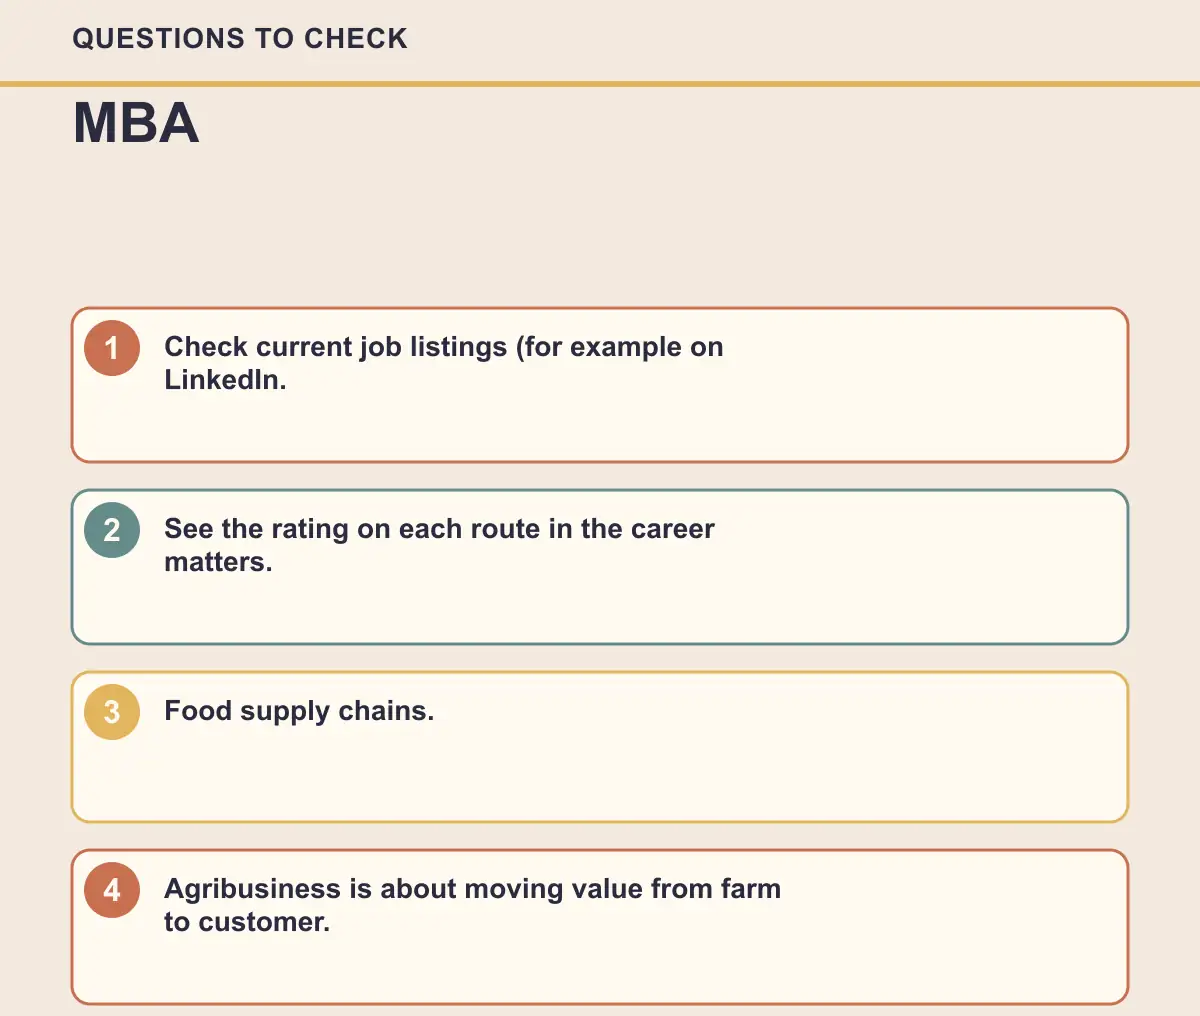 QUESTIONS TO CHECK
MBA
1
Check current job listings (for example on
LinkedIn.
2
See the rating on each route in the career
matters.
3
Food supply chains.
4
Agribusiness is about moving value from farm
to customer.